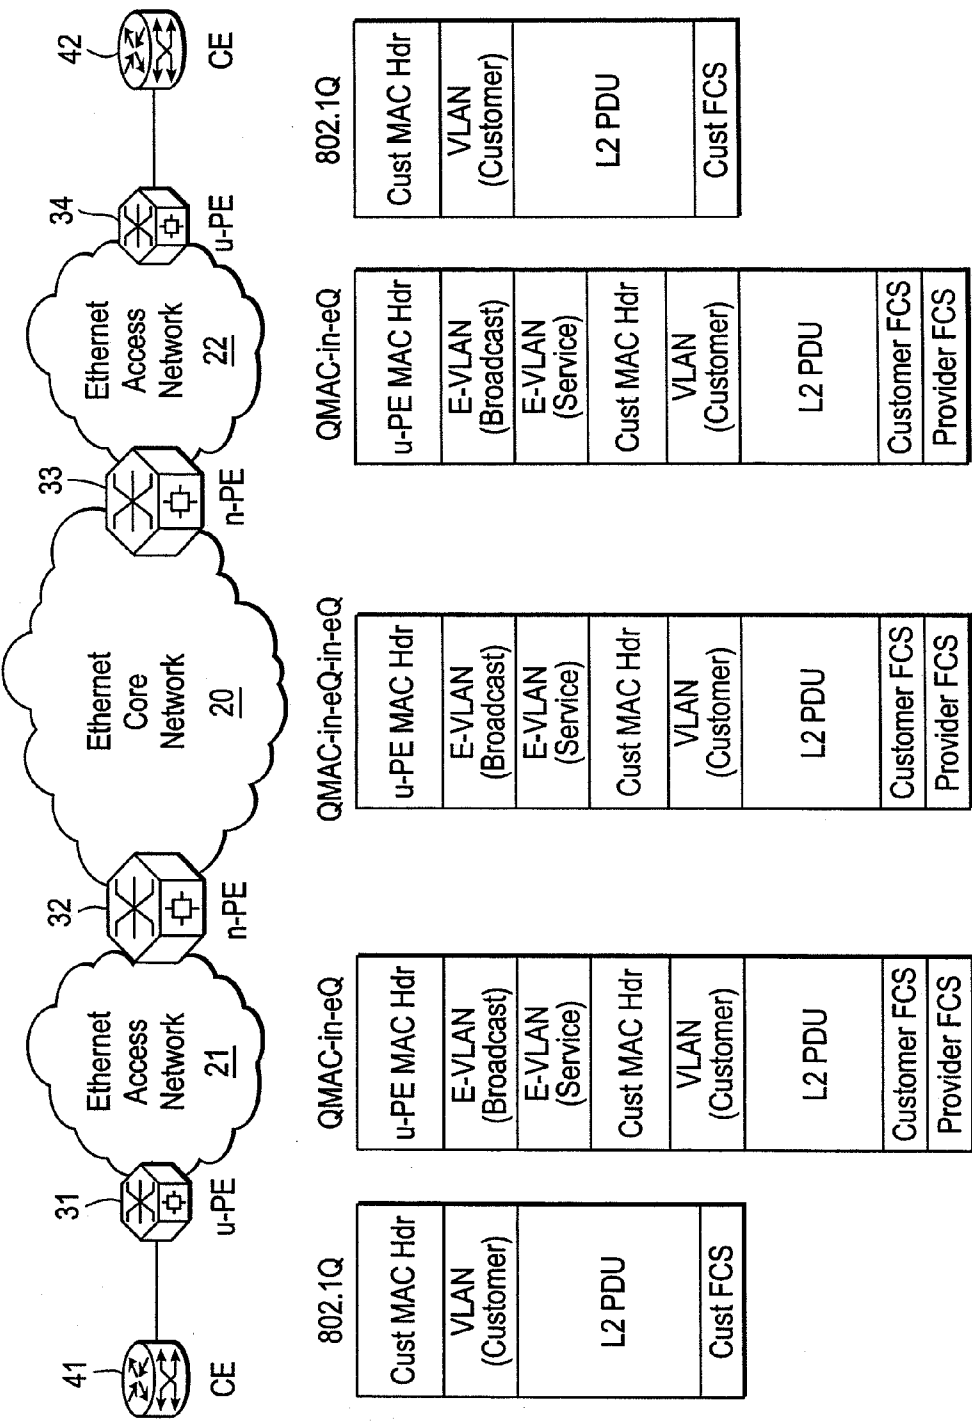 41
CE
31
u-PE
Ethernet
Access
Network
21
32
n-PE
Ethernet
Core
Network
20
33
n-PE
Ethernet
Access
Network
22
34
u-PE
42
CE
802.1Q
Cust MAC Hdr
VLAN
(Customer)
L2 PDU
Cust FCS
QMAC-in-eQ
u-PE MAC Hdr
E-VLAN
(Broadcast)
E-VLAN
(Service)
Cust MAC Hdr
VLAN
(Customer)
L2 PDU
Customer FCS
Provider FCS
QMAC-in-eQ-in-eQ
u-PE MAC Hdr
E-VLAN
(Broadcast)
E-VLAN
(Service)
Cust MAC Hdr
VLAN
(Customer)
L2 PDU
Customer FCS
Provider FCS
QMAC-in-eQ
u-PE MAC Hdr
E-VLAN
(Broadcast)
E-VLAN
(Service)
Cust MAC Hdr
VLAN
(Customer)
L2 PDU
Customer FCS
Provider FCS
802.1Q
Cust MAC Hdr
VLAN
(Customer)
L2 PDU
Cust FCS